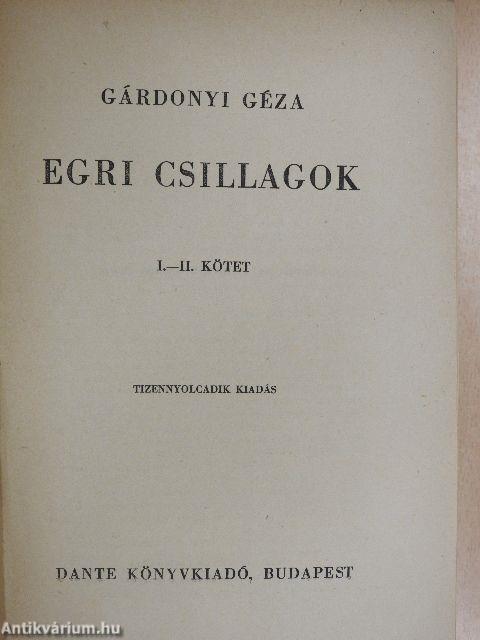 GÁRDONYI GÉZA
EGRI CSILLAGOK
I.—II. KÖTET
TIZENNYOLCADIK KIADÁS
DANTE KÖNYVKIADÓ, BUDAPEST
Antikvárium.hu